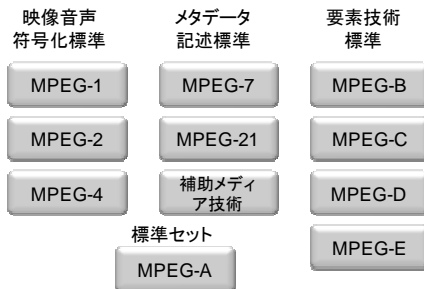 映像音声
符号化標準
MPEG-1
MPEG-2
MPEG-4
メタデータ
記述標準
MPEG-7
MPEG-21
補助メディ
ア技術
要素技術
標準
MPEG-B
MPEG-C
MPEG-D
MPEG-E
標準セット
MPEG-A